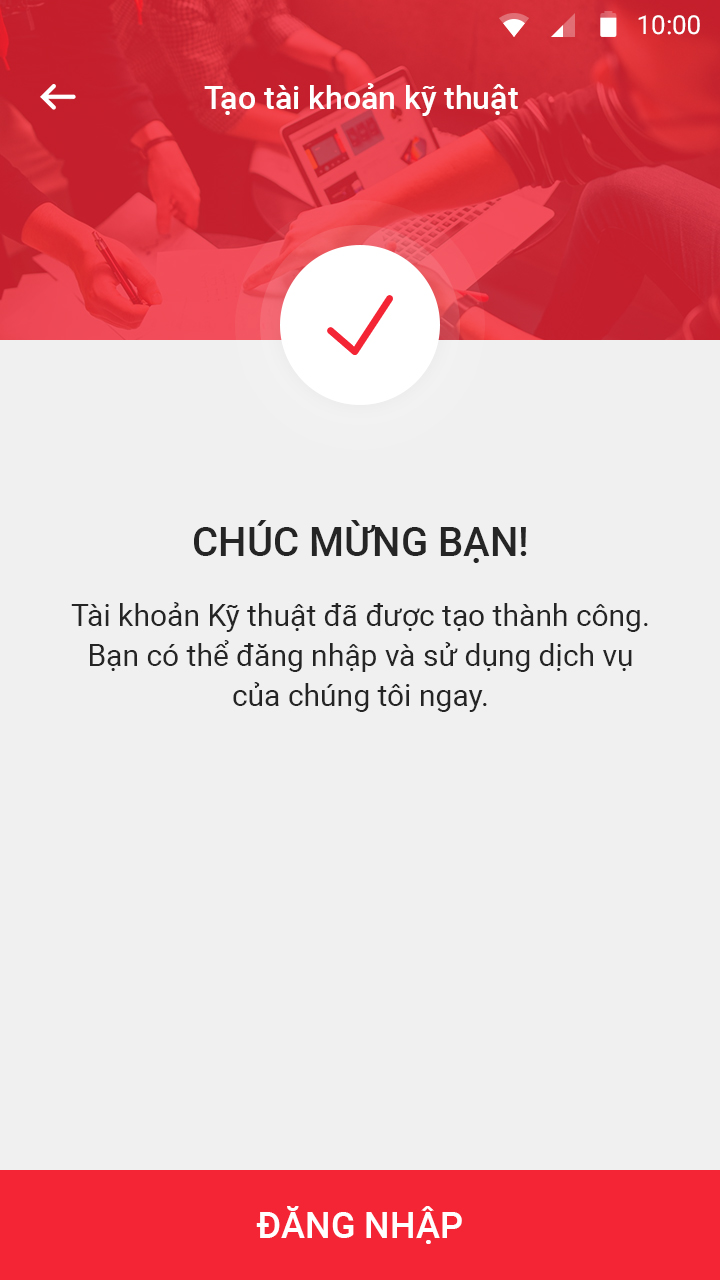 10:00
Tạo tài khoản kỹ thuật
CHÚC MỪNG BẠN!
Tài khoản Kỹ thuật đã được tạo thành công.
Bạn có thể đăng nhập và sử dụng dịch vụ
của chúng tôi ngay.
ĐĂNG NHẬP